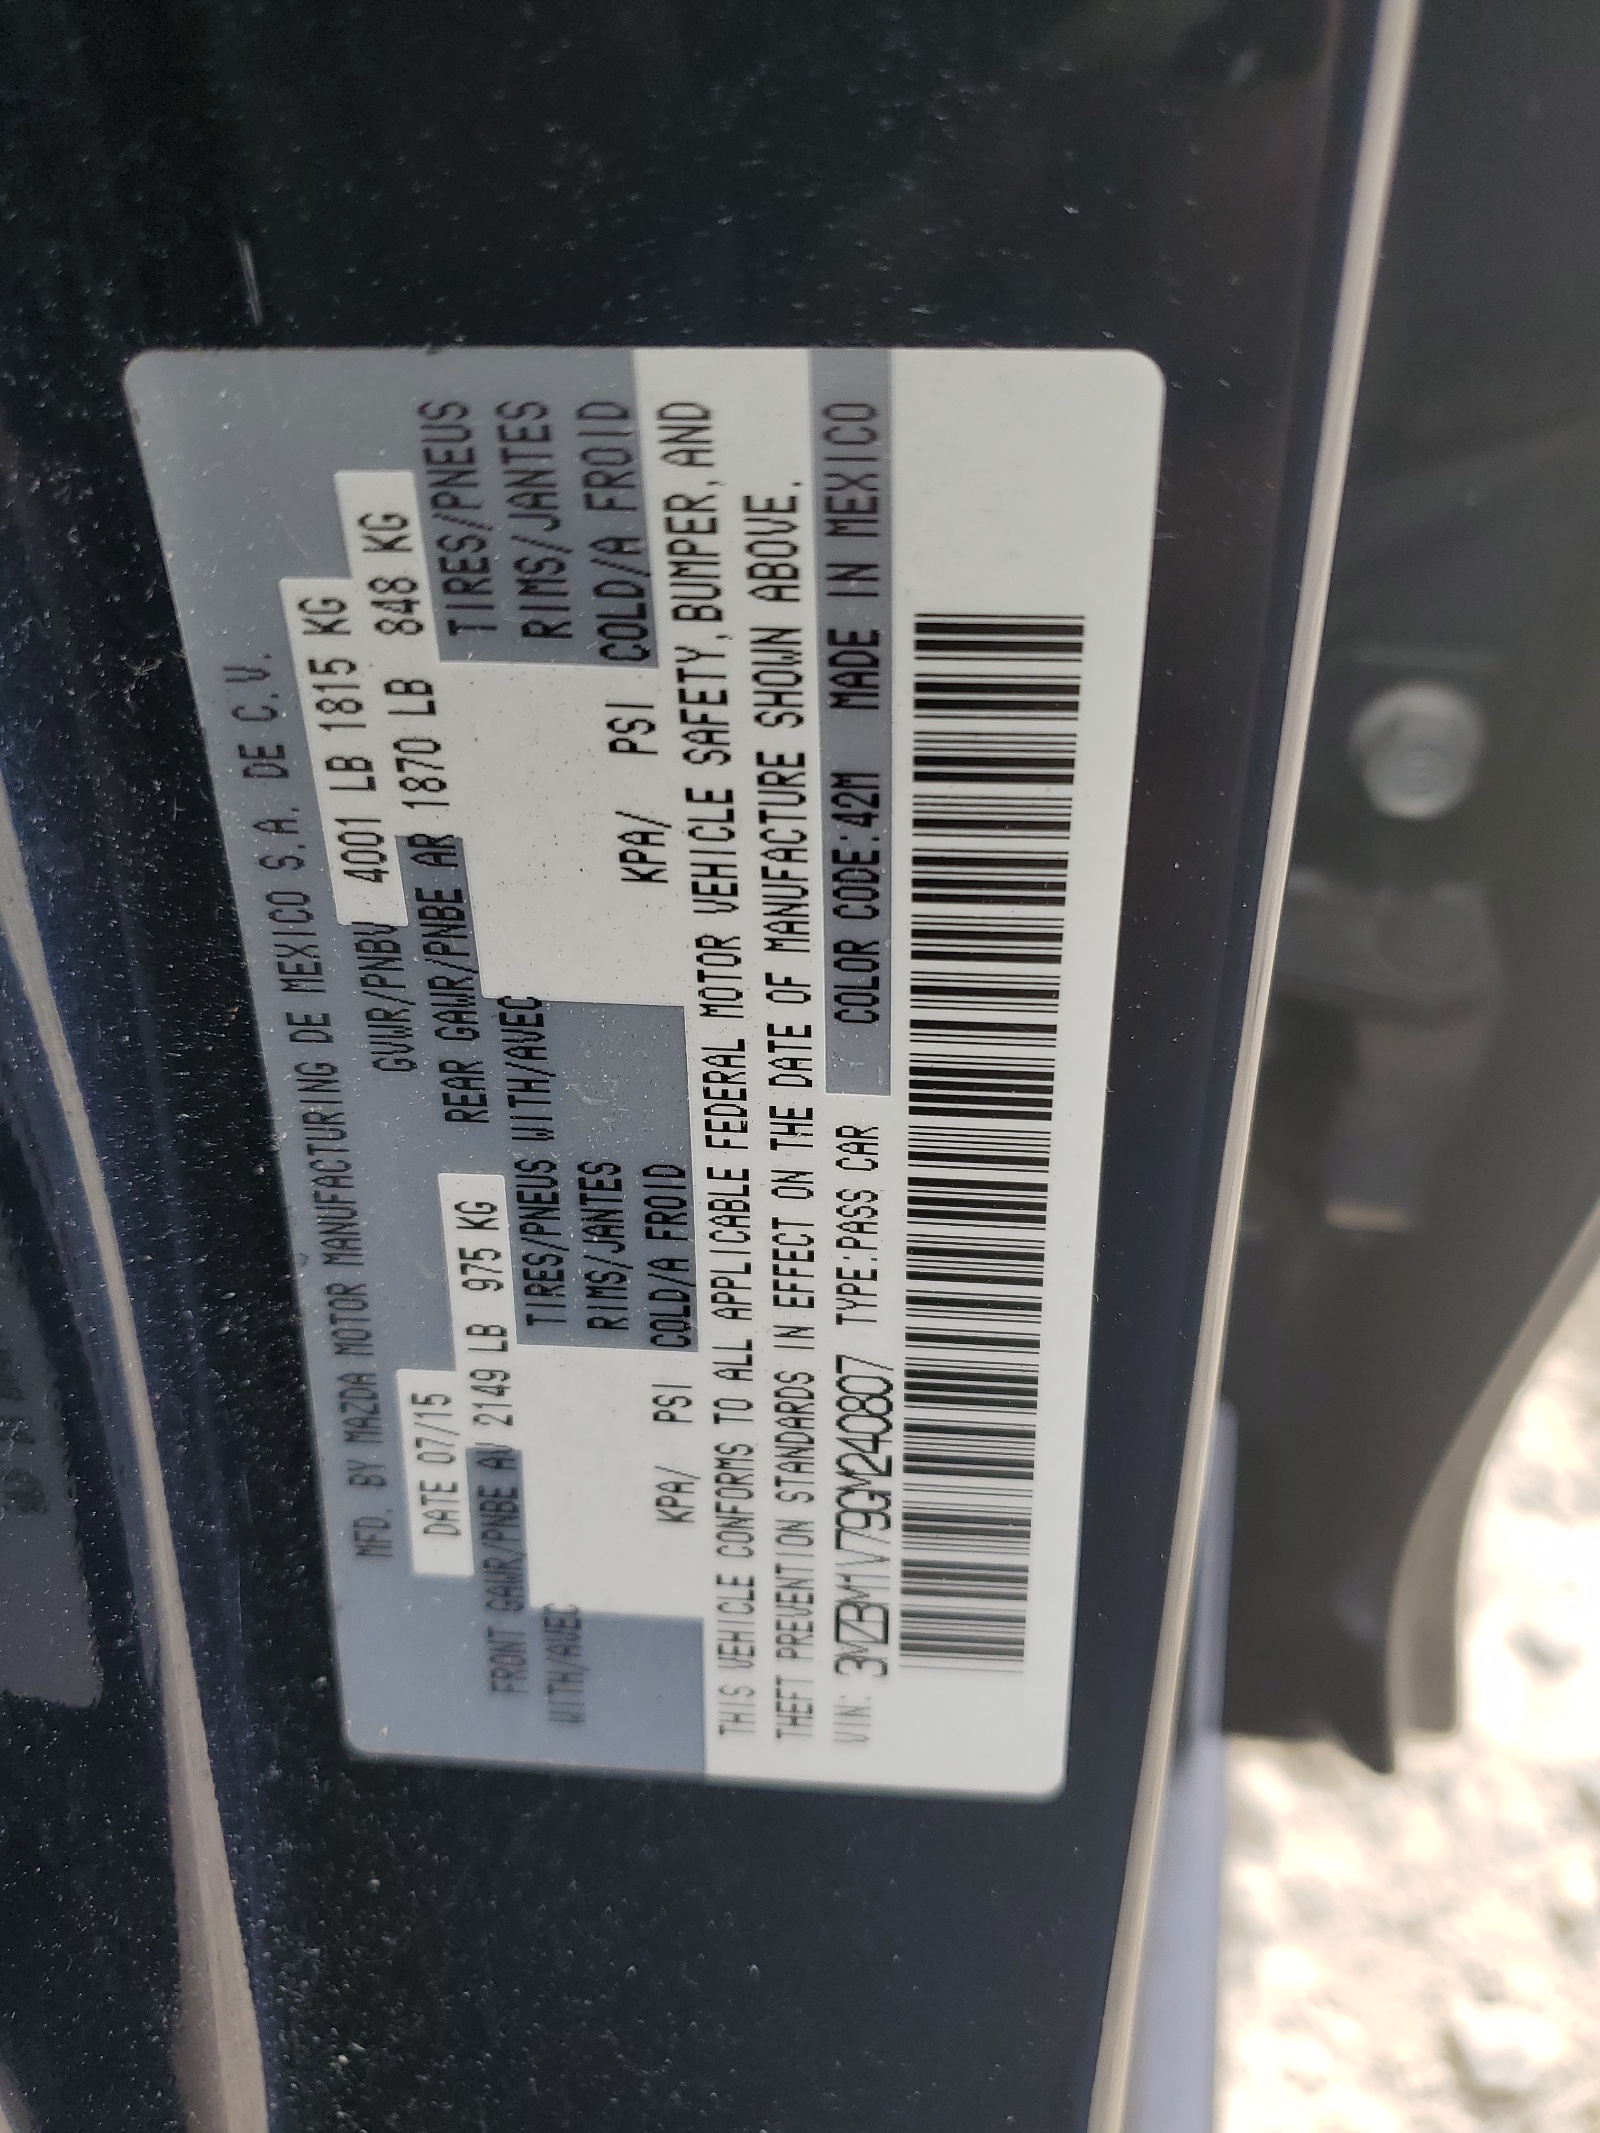 MFD. BY MAZDA MOTOR MANUFACTURING DE MEXICO S.A. DE C.V.
DATE 07/15 GVWR/PNBV 4001 LB 1815 KG
FRONT GAWR/PNBE AV 2149 LB 975 KG REAR GAWR/PNBE AR 1870 LB 848 KG
WITH/AVEC TIRES/PNEUS WITH/AVEC TIRES/PNEUS
RIMS/JANTES RIMS/JANTES
KPA/ PSI COLD/A FROID KPA/ PSI COLD/A FROID
THIS VEHICLE CONFORMS TO ALL APPLICABLE FEDERAL MOTOR VEHICLE SAFETY, BUMPER, AND
THEFT PREVENTION STANDARDS IN EFFECT ON THE DATE OF MANUFACTURE SHOWN ABOVE.
VIN: 3MZBM1V79GM240807 TYPE:PASS CAR COLOR CODE:42M MADE IN MEXICO